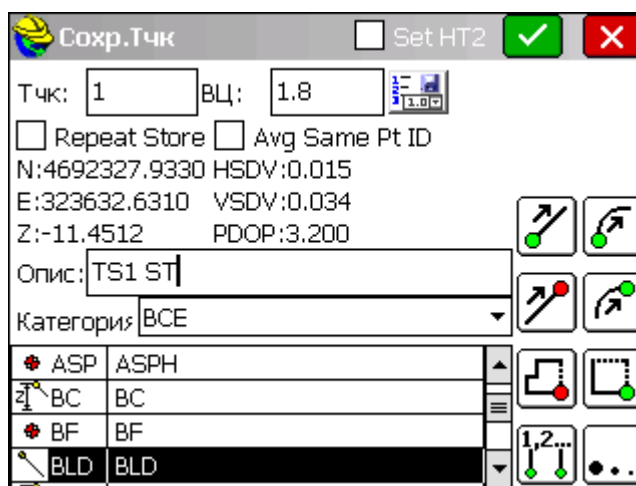 Сохр.Тчк Set HT2
Тчк: 1 ВЦ: 1.8
Repeat Store Avg Same Pt ID
N:4692327.9330 HSDV:0.015
E:323632.6310 VSDV:0.034
Z:-11.4512 PDOP:3.200
Опис: TS1 ST
Категория ВСЕ
ASP ASPH
BC BC
BF BF
BLD BLD
1,2...